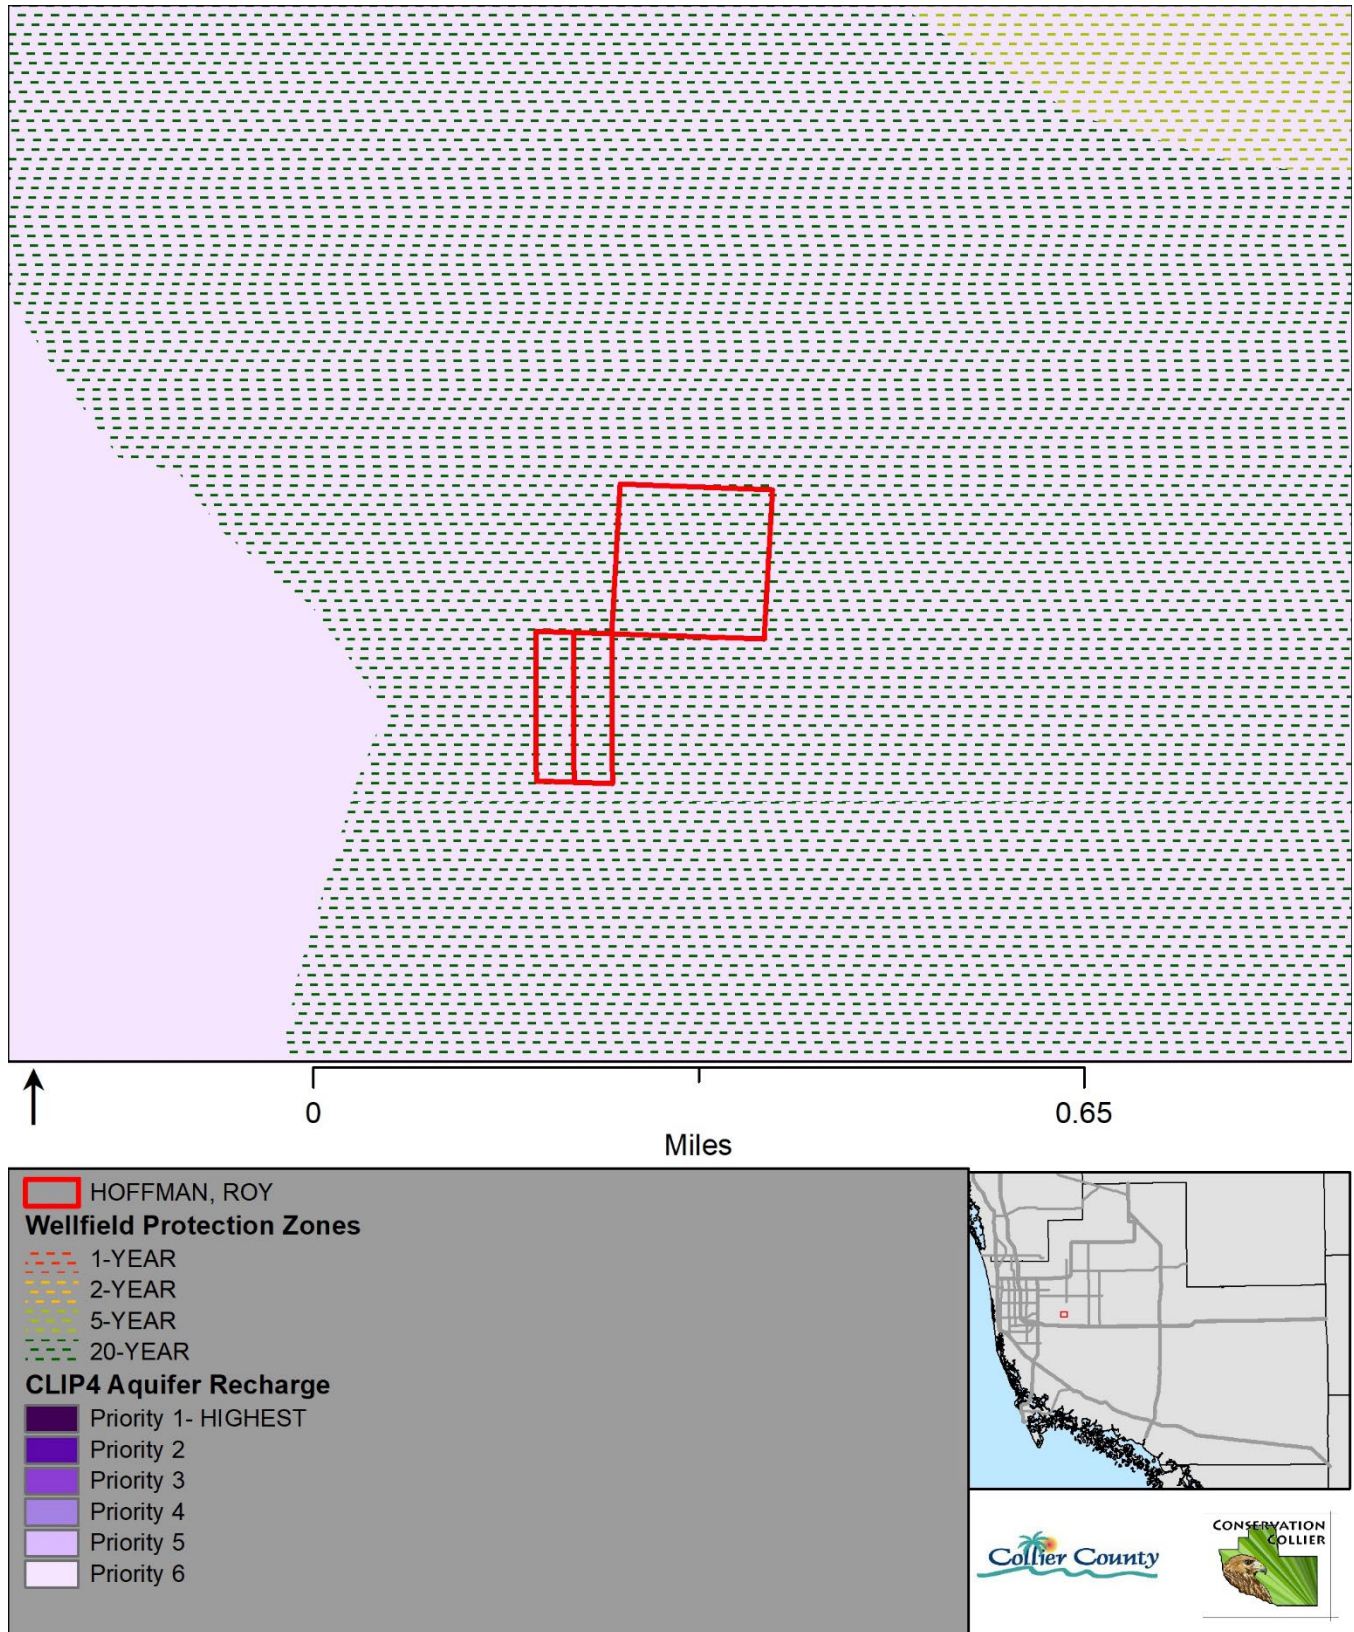 0
0.65
Miles
HOFFMAN, ROY
Wellfield Protection Zones
1-YEAR
2-YEAR
5-YEAR
20-YEAR
CLIP4 Aquifer Recharge
Priority 1- HIGHEST
Priority 2
Priority 3
Priority 4
Priority 5
Priority 6
Collier County
CONSERVATION
COLLIER